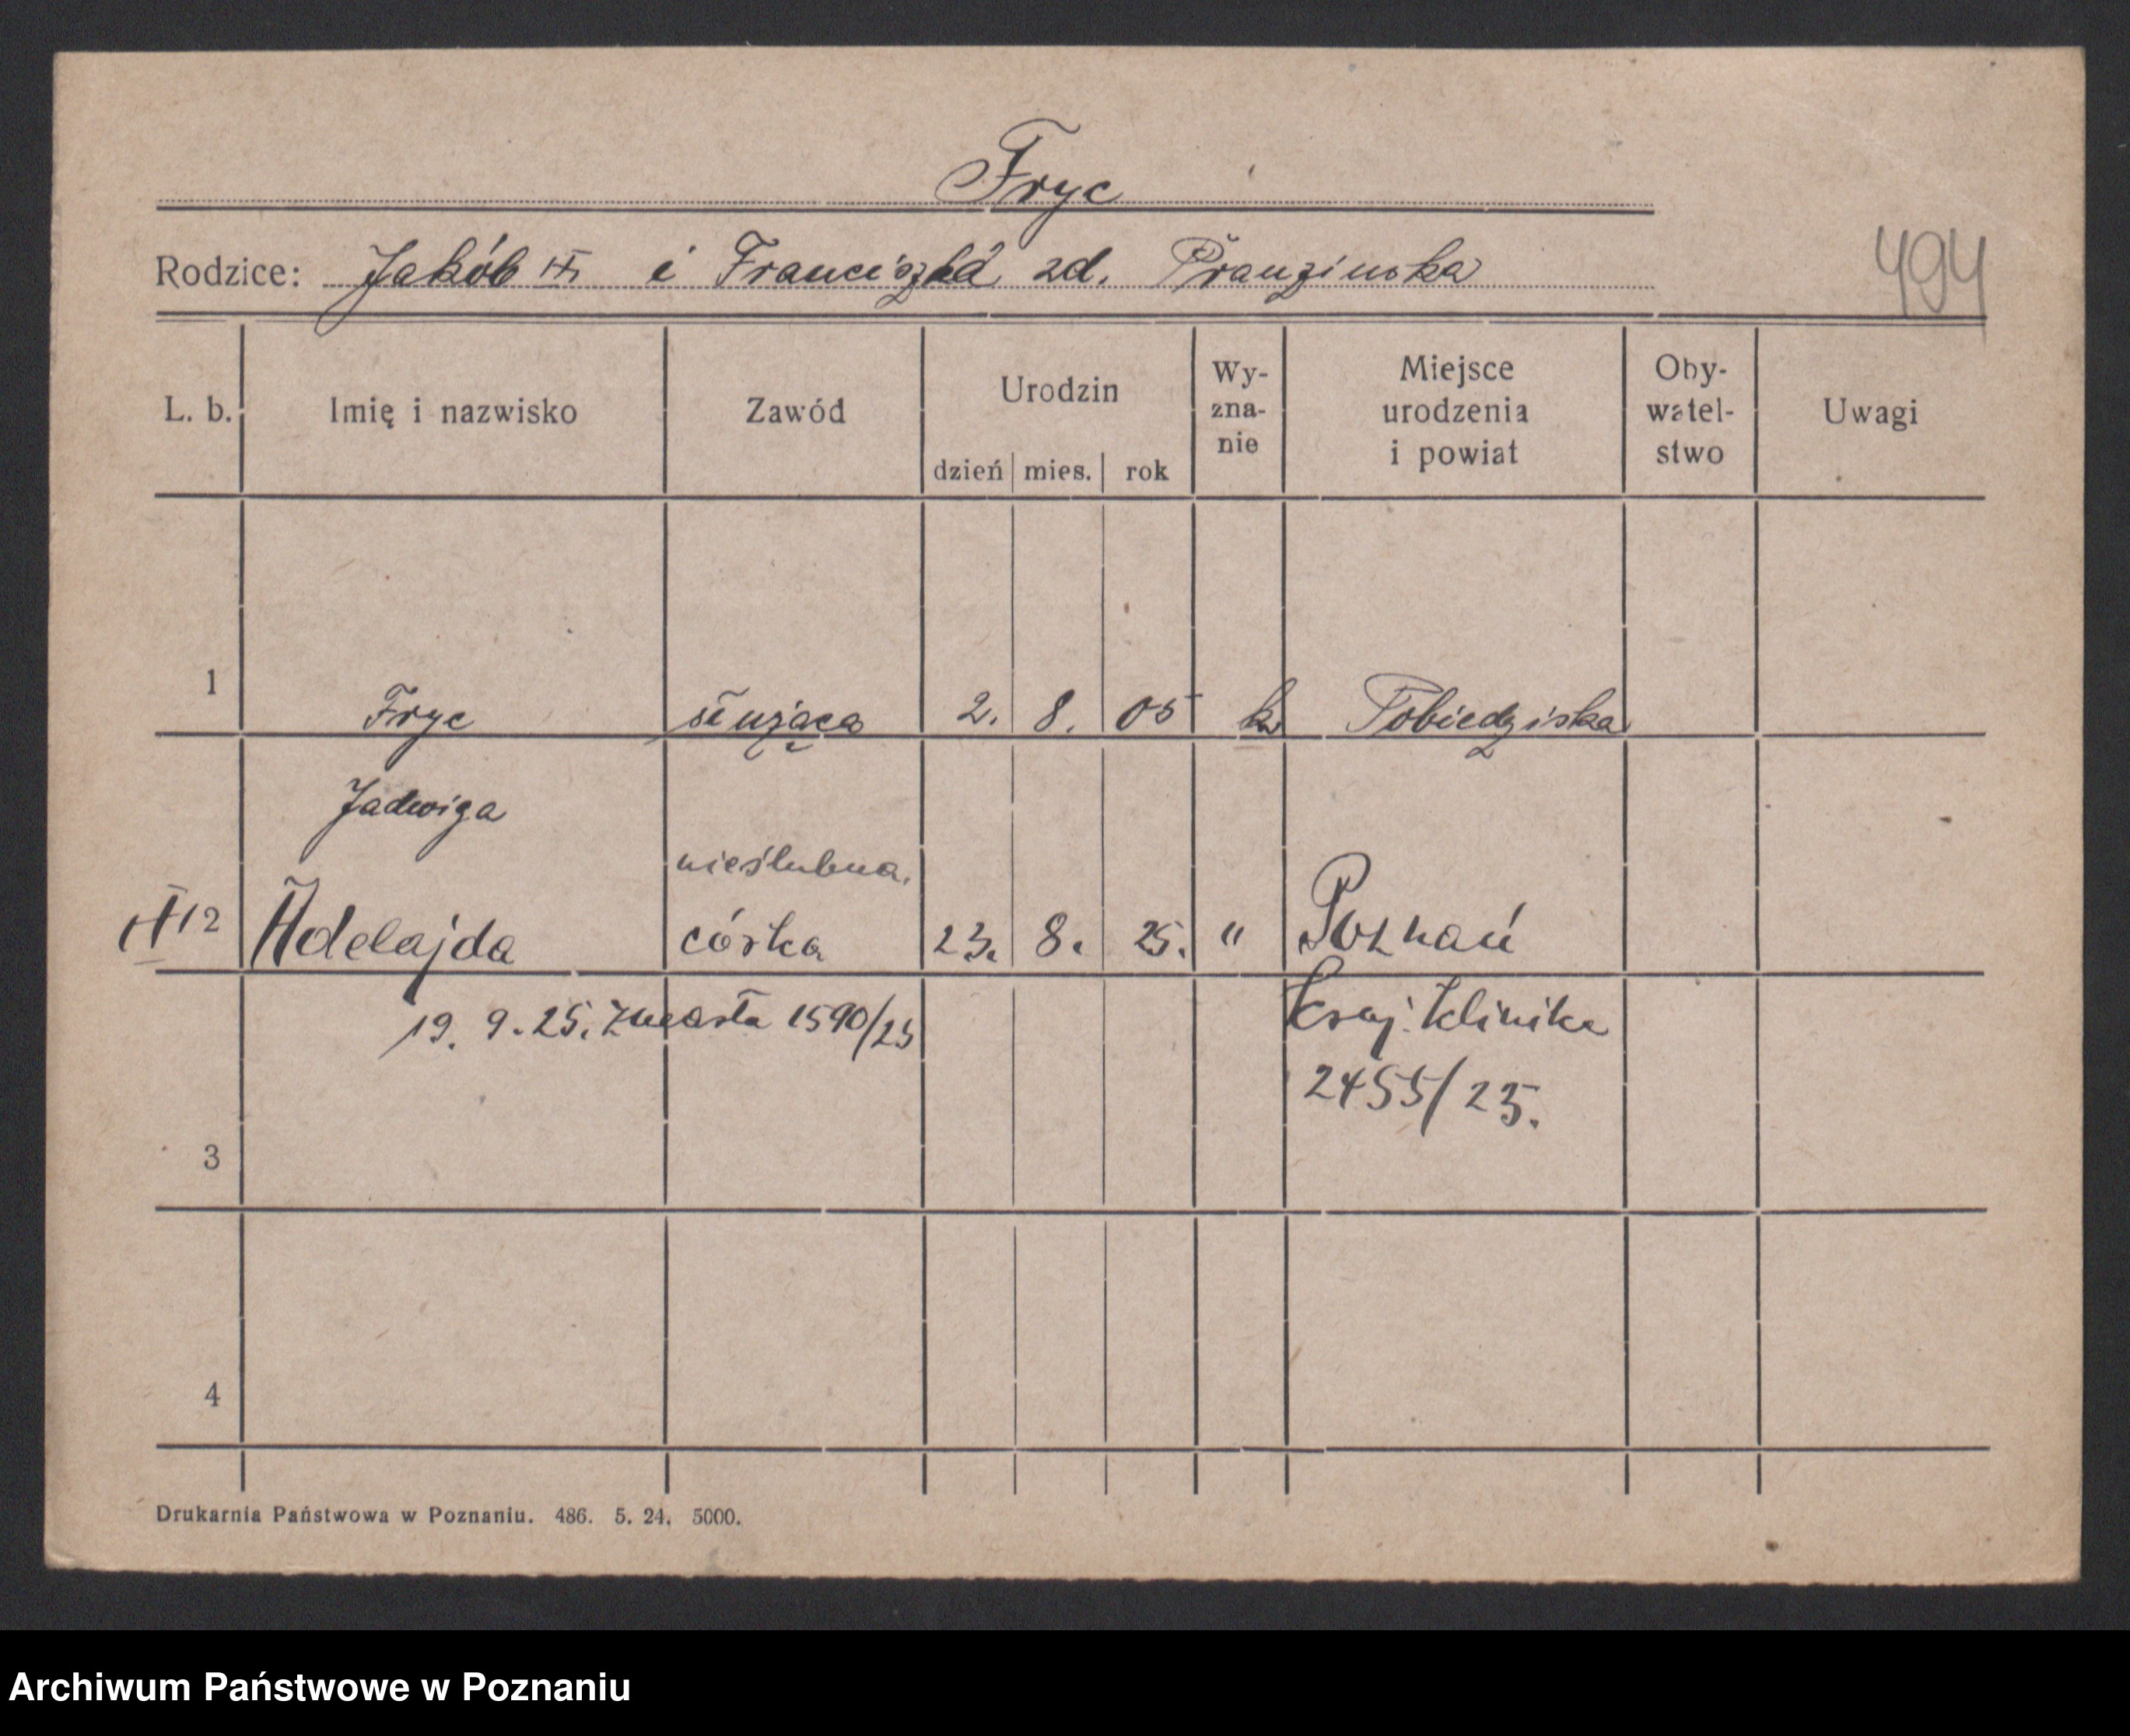 Fryc
Rodzice: Jakób i Franciszka zd. Pranzinska
494
L. b. Imię i nazwisko Zawód Urodzin dzień mies. rok Wy-zna-nie Miejsce urodzenia i powiat Oby-watel-stwo Uwagi
1 Fryc służąca 2. 8. 05 k Pobiedziska
Jadwiga
nieślubna
2 Adelajda córka 23. 8. 25. " Poznań
19. 9. 25. zmarła 1590/25 Kraj. Klinika
2455/25.
3
4
Drukarnia Państwowa w Poznaniu. 486. 5. 24. 5000.
Archiwum Państwowe w Poznaniu